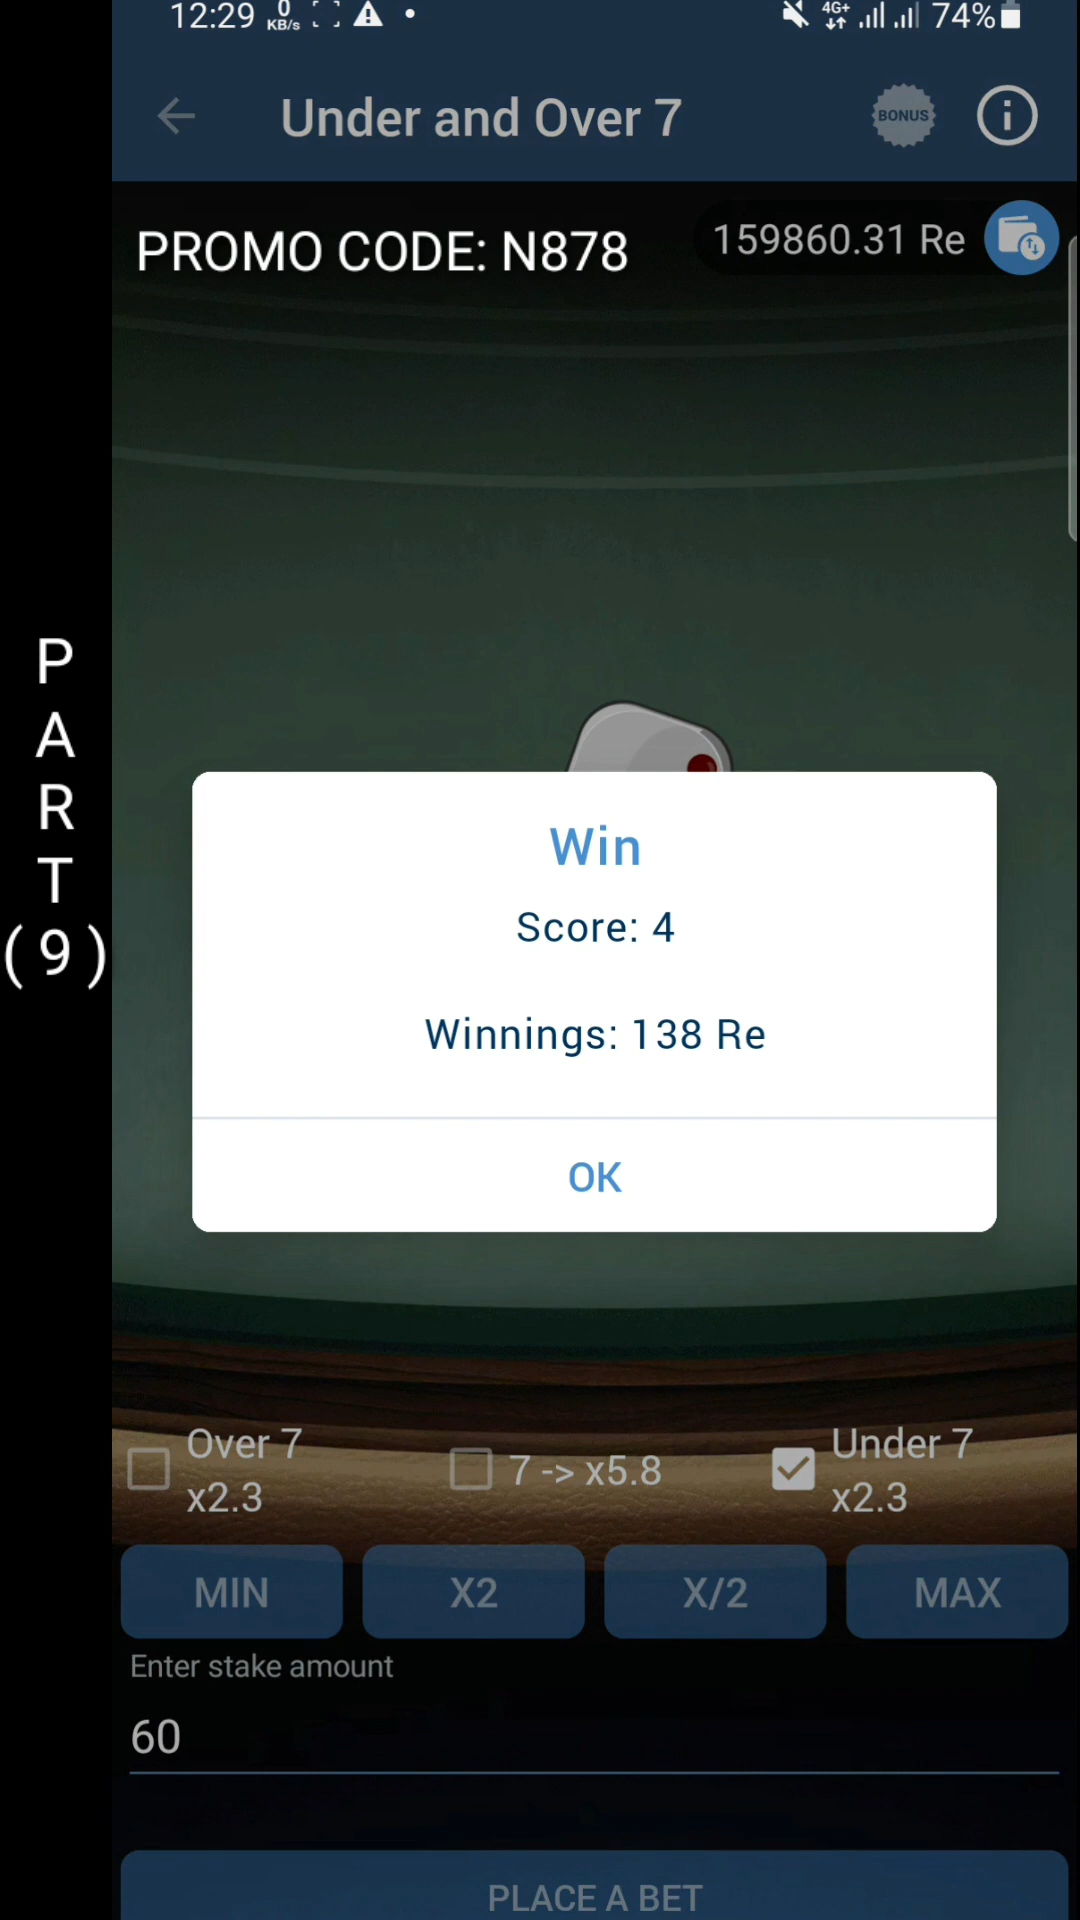 12:29 0 KB/s 4G+ 74%
Under and Over 7 BONUS
PROMO CODE: N878 159860.31 Re
P
A
R
T
(9)
Win
Score: 4
Winnings: 138 Re
OK
Over 7
x2.3
7 -> x5.8
Under 7
x2.3
MIN X2 X/2 MAX
Enter stake amount
60
PLACE A BET